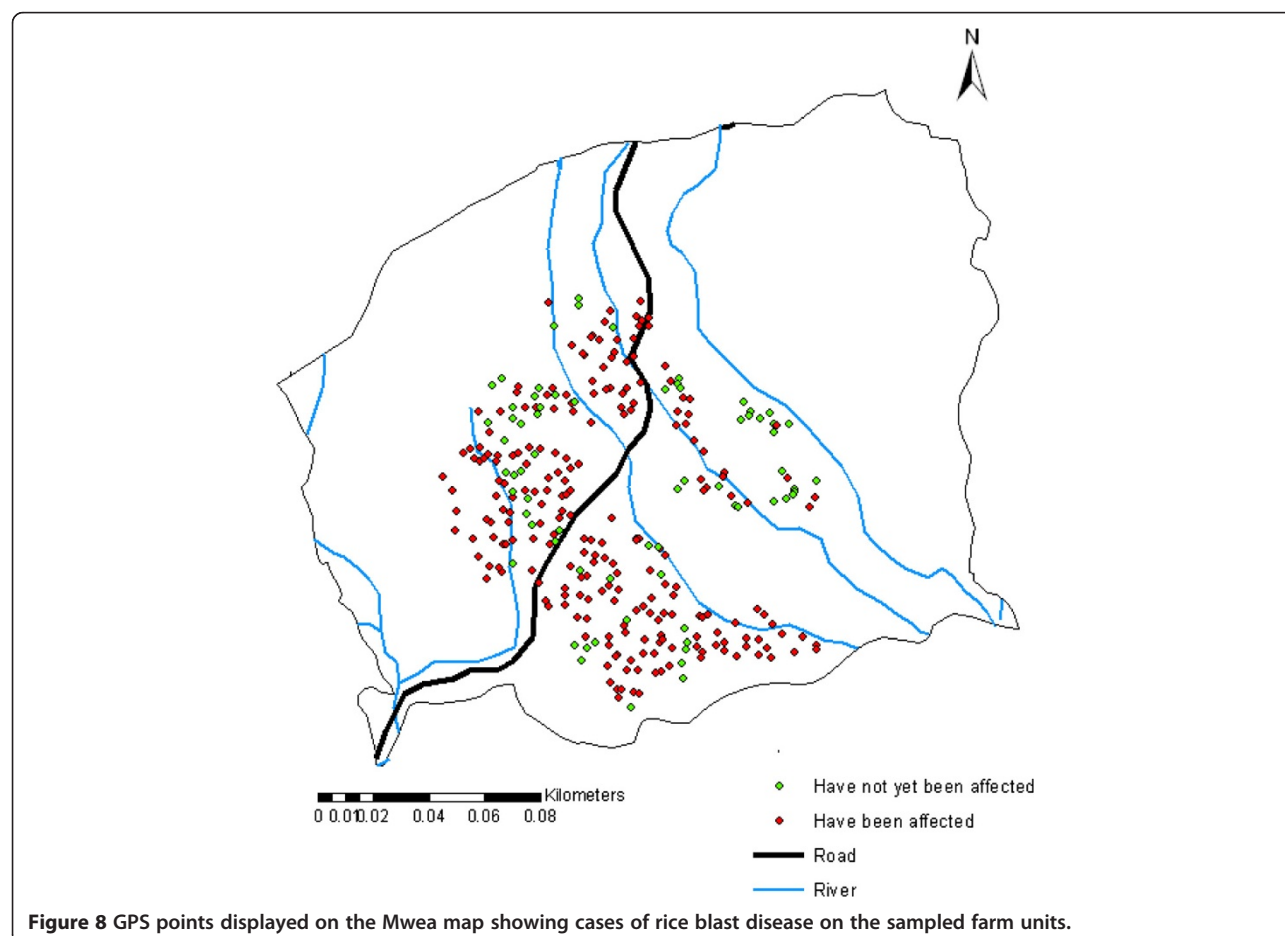 N
Kilometers
0 0.010.02 0.04 0.06 0.08
Have not yet been affected
Have been affected
Road
River
Figure 8 GPS points displayed on the Mwea map showing cases of rice blast disease on the sampled farm units.